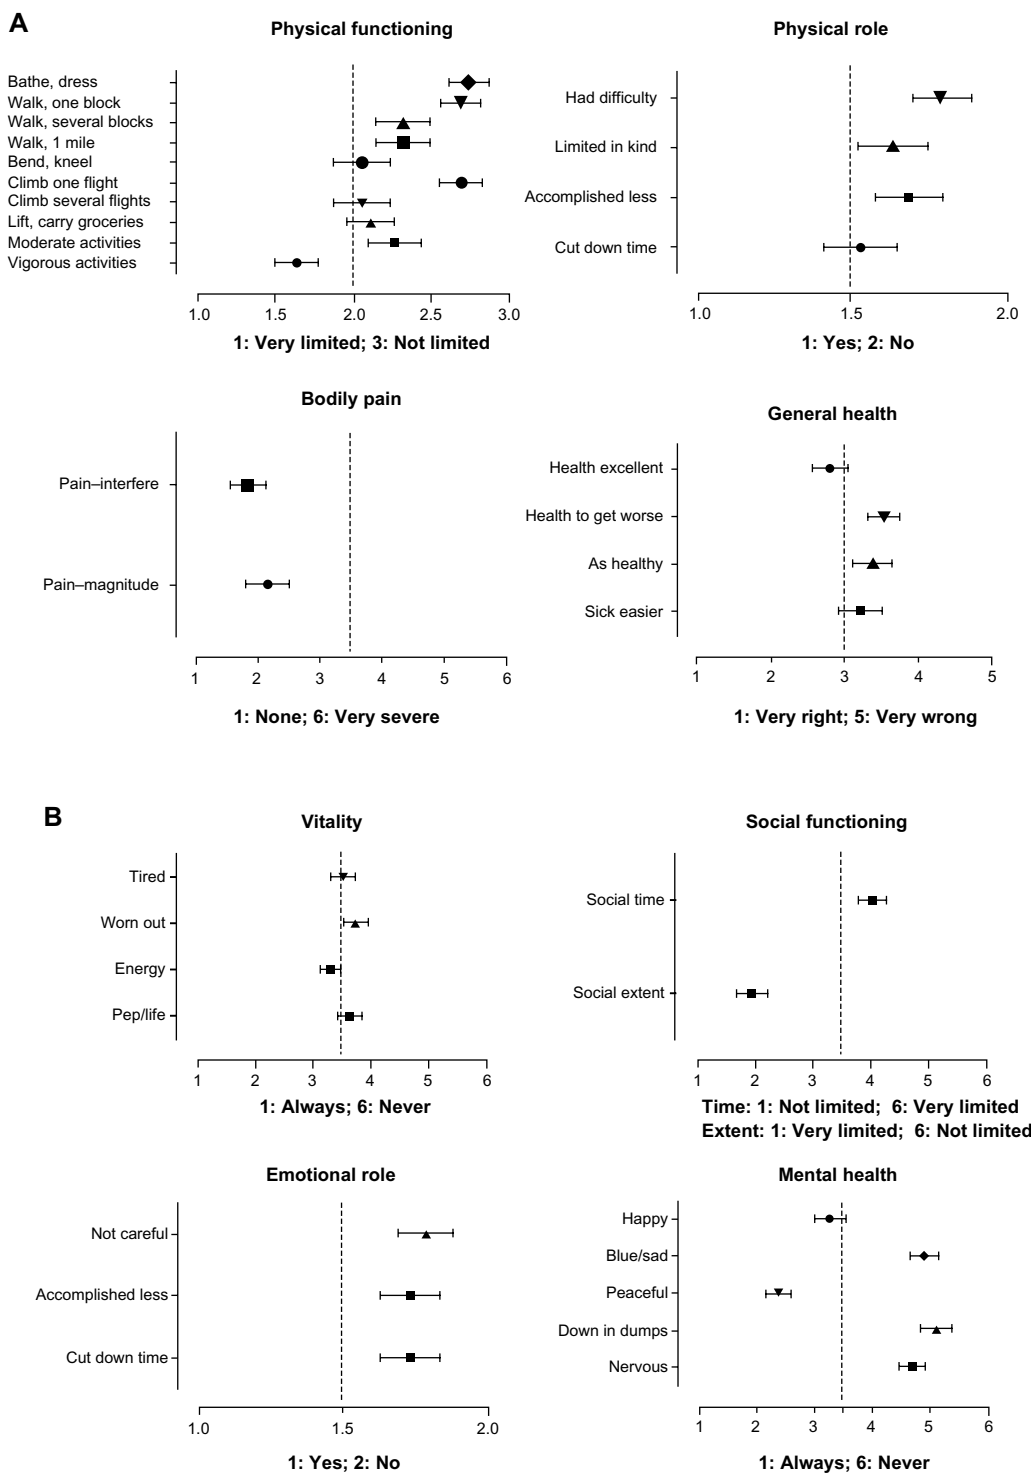 A
Physical functioning
Bathe, dress
Walk, one block
Walk, several blocks
Walk, 1 mile
Bend, kneel
Climb one flight
Climb several flights
Lift, carry groceries
Moderate activities
Vigorous activities
1.0 1.5 2.0 2.5 3.0
1: Very limited; 3: Not limited
Physical role
Had difficulty
Limited in kind
Accomplished less
Cut down time
1.0 1.5 2.0
1: Yes; 2: No
Bodily pain
Pain–interfere
Pain–magnitude
1 2 3 4 5 6
1: None; 6: Very severe
General health
Health excellent
Health to get worse
As healthy
Sick easier
1 2 3 4 5
1: Very right; 5: Very wrong
B
Vitality
Tired
Worn out
Energy
Pep/life
1 2 3 4 5 6
1: Always; 6: Never
Social functioning
Social time
Social extent
1 2 3 4 5 6
Time: 1: Not limited; 6: Very limited
Extent: 1: Very limited; 6: Not limited
Emotional role
Not careful
Accomplished less
Cut down time
1.0 1.5 2.0
1: Yes; 2: No
Mental health
Happy
Blue/sad
Peaceful
Down in dumps
Nervous
1 2 3 4 5 6
1: Always; 6: Never